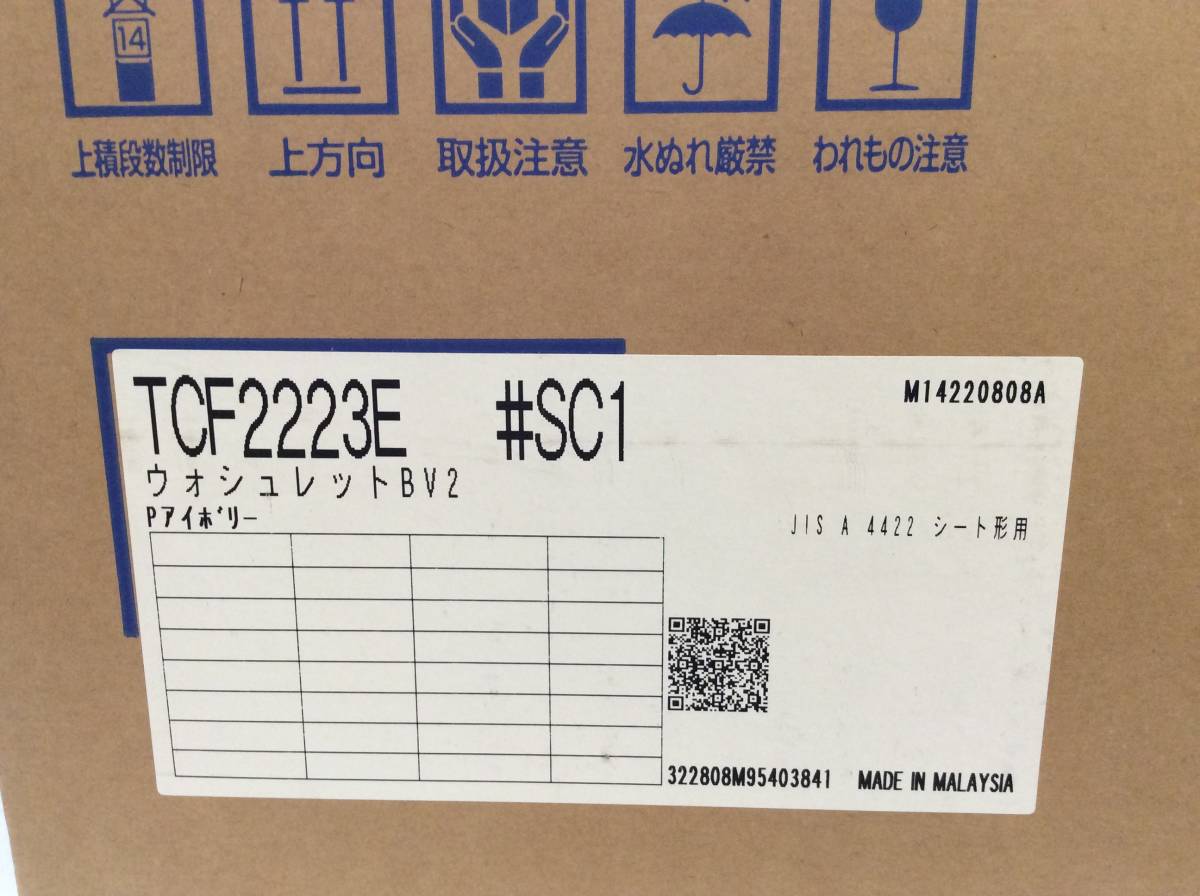 14
上積段数制限 上方向 取扱注意 水ぬれ厳禁 われもの注意
TCF2223E #SC1 M14220808A
ウォシュレットBV2
Pアイボリー JIS A 4422 シート形用
322808M95403841 MADE IN MALAYSIA